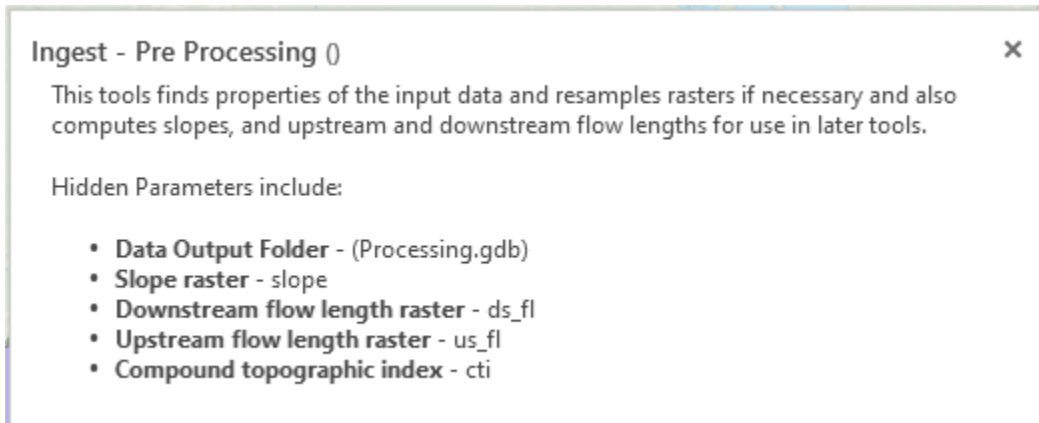 Ingest - Pre Processing ()
This tools finds properties of the input data and resamples rasters if necessary and also
computes slopes, and upstream and downstream flow lengths for use in later tools.
Hidden Parameters include:
• Data Output Folder - (Processing.gdb)
• Slope raster - slope
• Downstream flow length raster - ds_fl
• Upstream flow length raster - us_fl
• Compound topographic index - cti